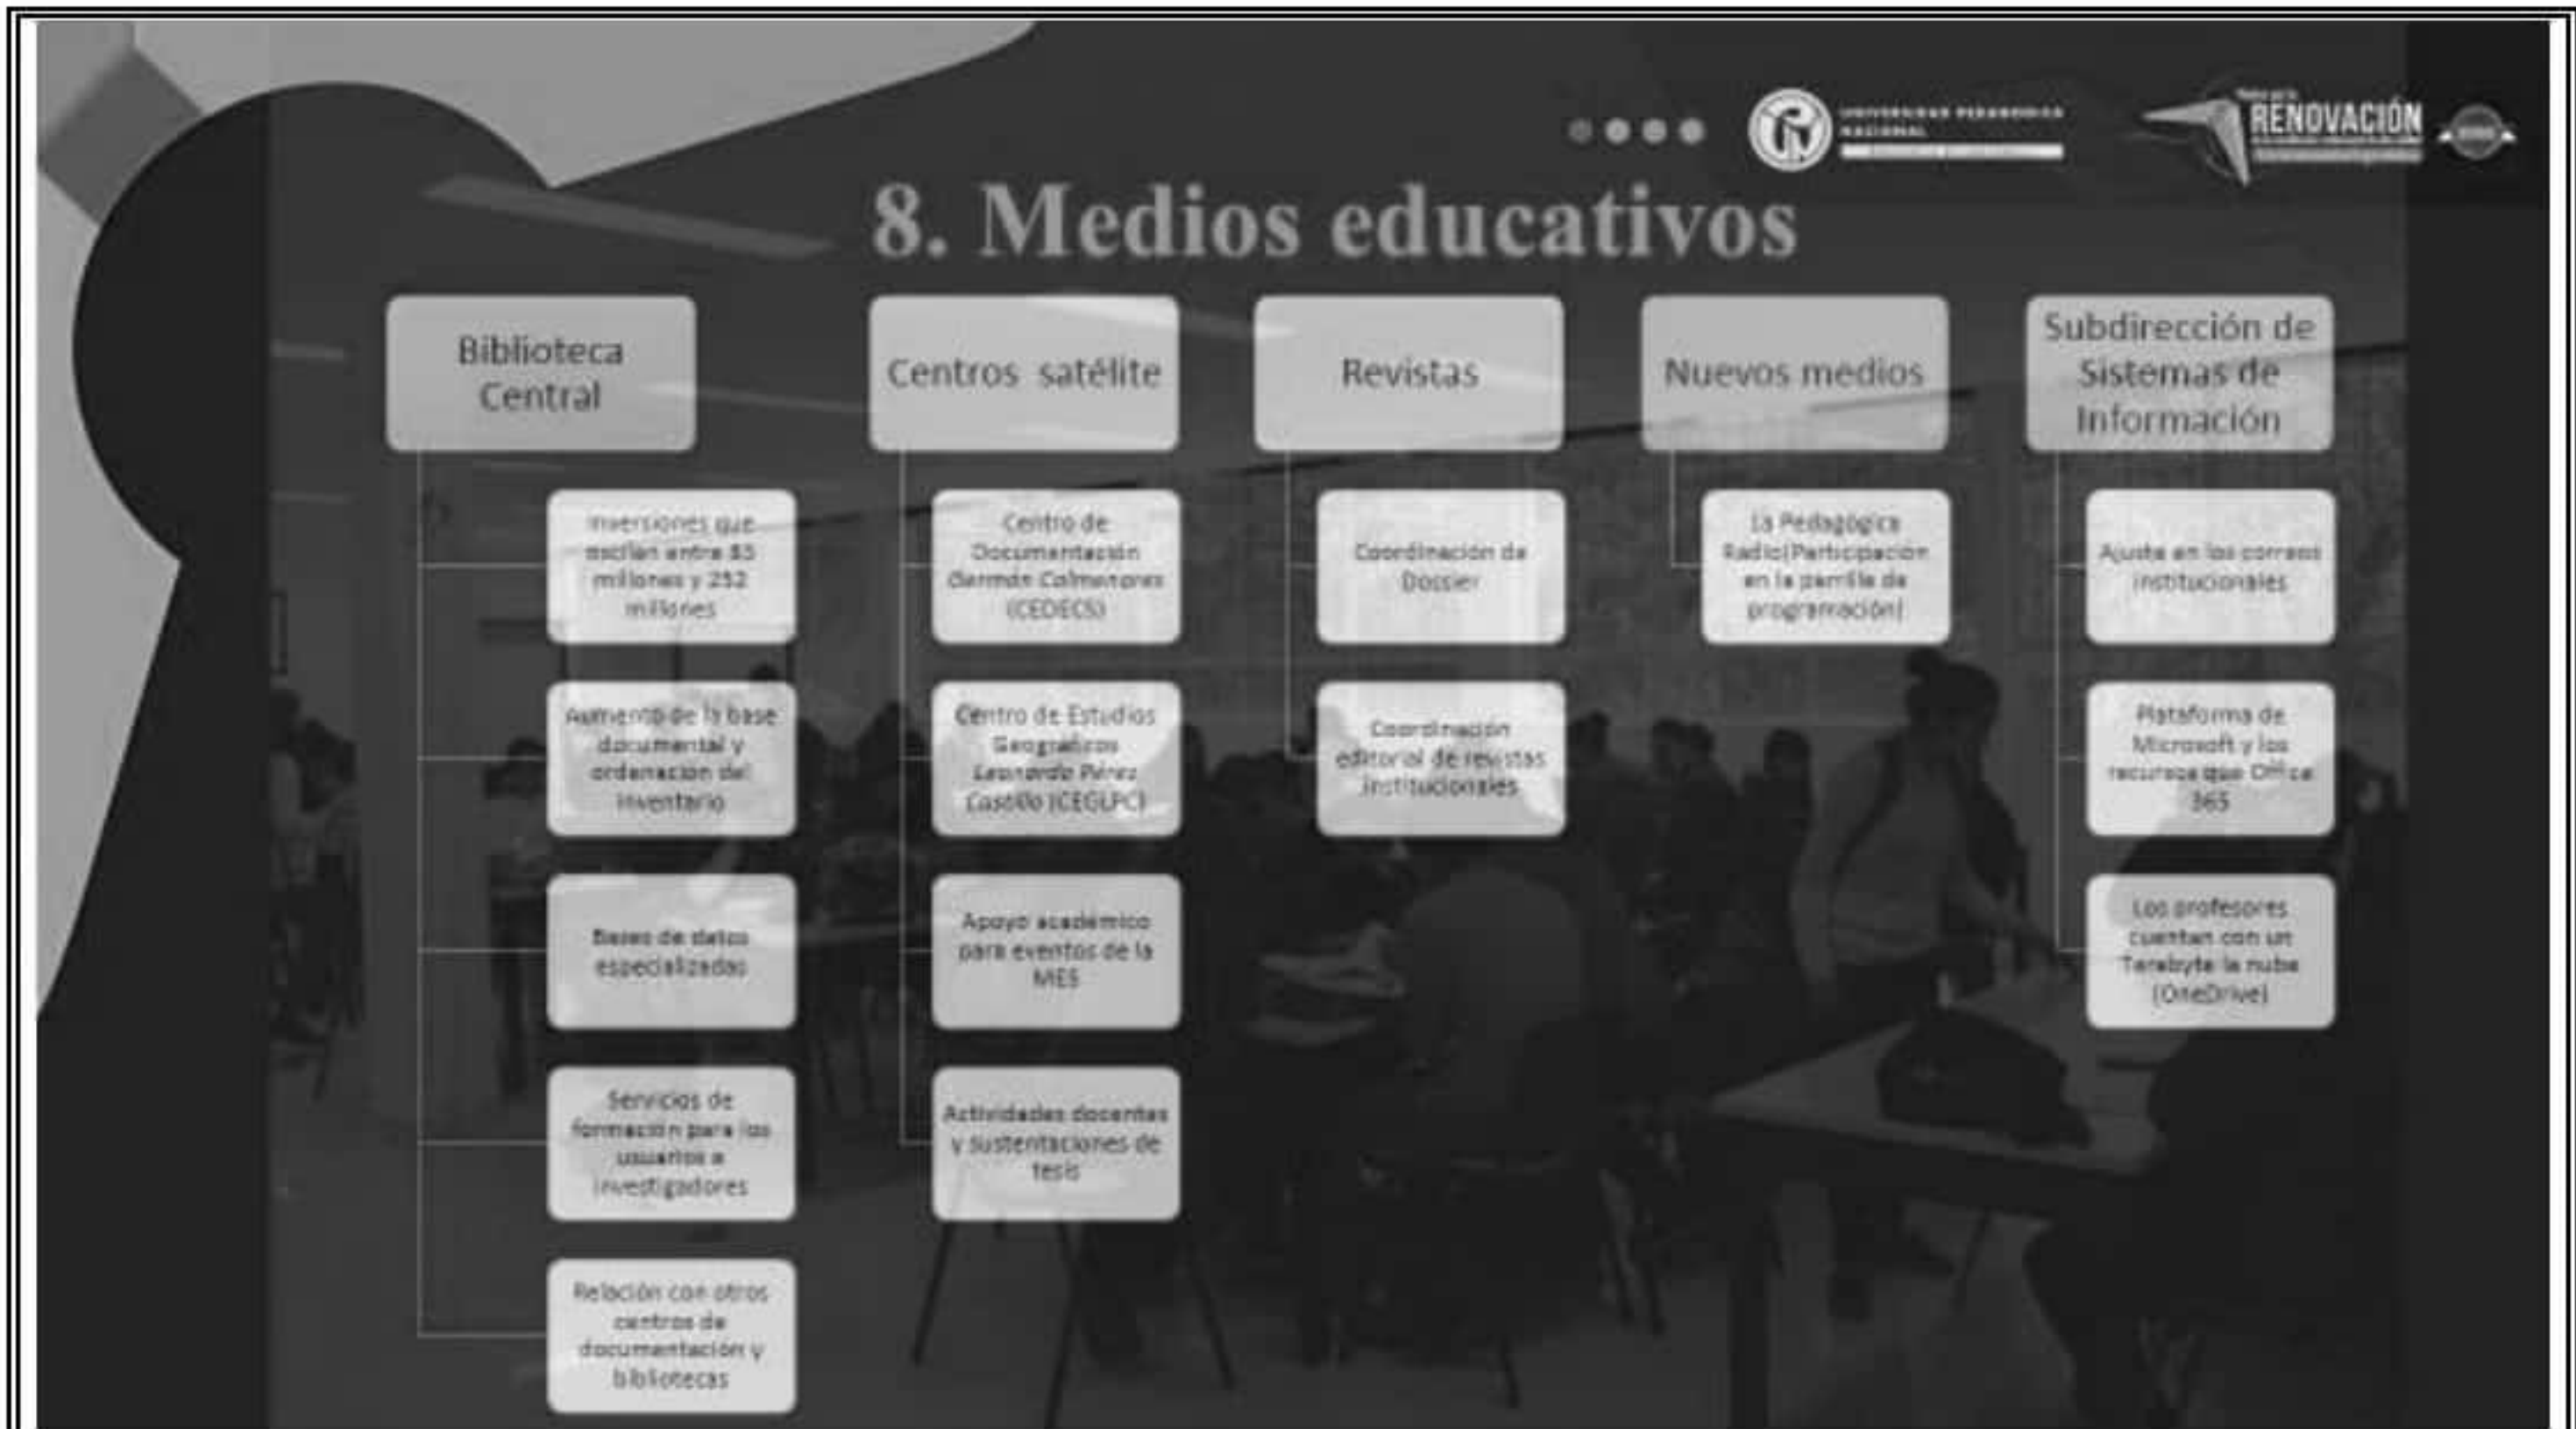 UNIVERSIDAD PEDAGOGICA
NACIONAL
RENOVACIÓN
8. Medios educativos
Biblioteca
Central
Inversiones que
oscilan entre
millones y 252
millones
Aumento de la base
documental y
ordenación del
inventario
Bases de datos
especializadas
Servicios de
formación para los
usuarios e
investigadores
Relación con otros
centros de
documentación y
bibliotecas
Centros satélite
Centro de
Documentación
Germán Colmenares
(CEDECS)
Centro de Estudios
Geográficos
Leonardo Pérez
Castillo (CEGLPC)
Apoyo académico
para eventos de la
MES
Actividades docentes
y sustentaciones de
tesis
Revistas
Coordinación de
Dossier
Coordinación
editorial de revistas
institucionales
Nuevos medios
La Pedagógica
Radio(Participación
en la parrilla de
programación)
Subdirección de
Sistemas de
Información
Ajuste en los correos
institucionales
Plataforma de
Microsoft y los
recursos que Office
365
Los profesores
cuentan con un
Terabyte la nube
(OneDrive)